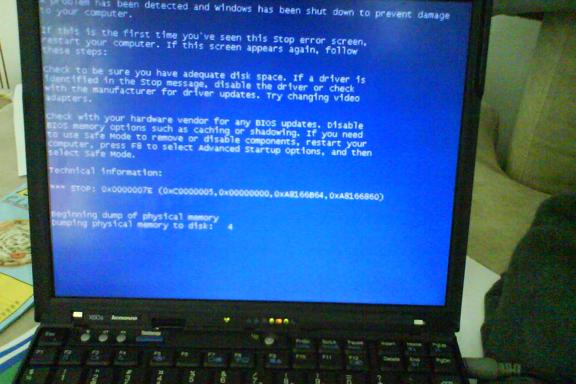 A problem has been detected and windows has been shut down to prevent damage
to your computer.
If this is the first time you've seen this Stop error screen,
restart your computer. If this screen appears again, follow
these steps:
Check to be sure you have adequate disk space. If a driver is
identified in the Stop message, disable the driver or check
with the manufacturer for driver updates. Try changing video
adapters.
Check with your hardware vendor for any BIOS updates. Disable
BIOS memory options such as caching or shadowing. If you need
to use Safe Mode to remove or disable components, restart your
computer, press F8 to select Advanced Startup Options, and then
select Safe Mode.
Technical information:
*** STOP: 0x0000007E (0xC0000005,0x00000000,0xA8166B64,0xA8166860)
Beginning dump of physical memory
Dumping physical memory to disk: 4
X60s lenovo